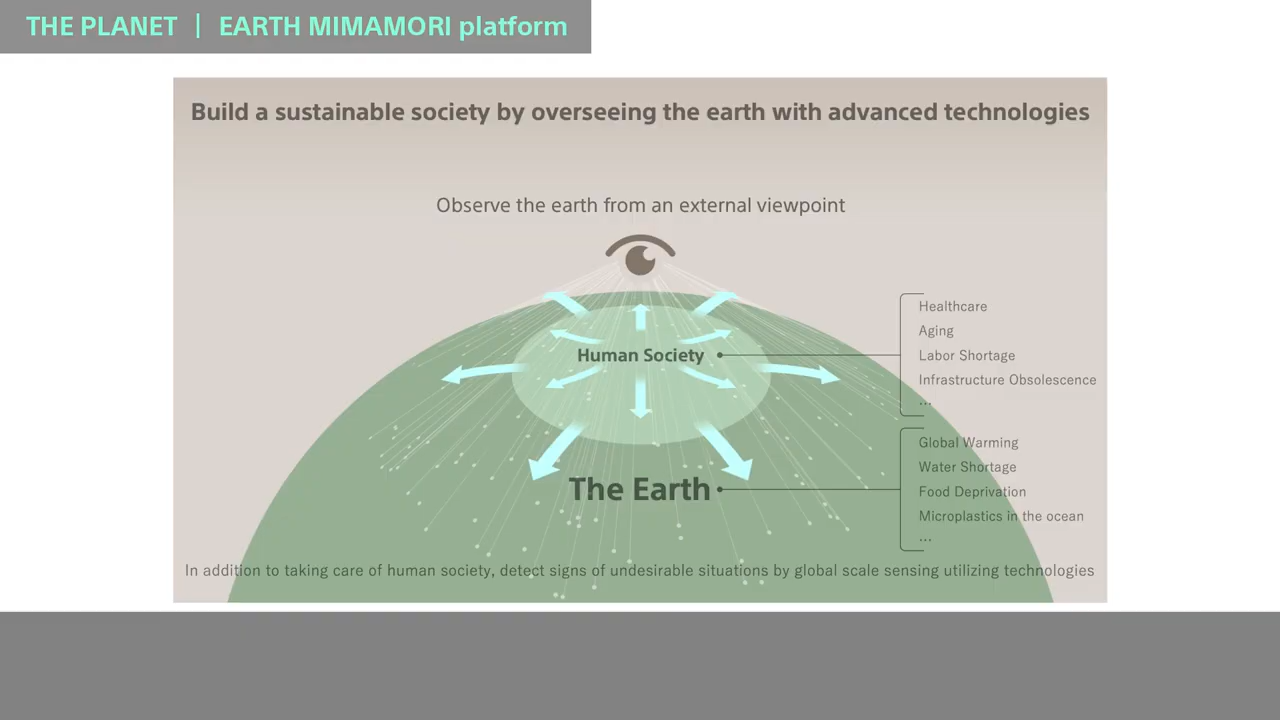 THE PLANET | EARTH MIMAMORI platform
Build a sustainable society by overseeing the earth with advanced technologies
Observe the earth from an external viewpoint
Human Society
Healthcare
Aging
Labor Shortage
Infrastructure Obsolescence
...
The Earth
Global Warming
Water Shortage
Food Deprivation
Microplastics in the ocean
...
In addition to taking care of human society, detect signs of undesirable situations by global scale sensing utilizing technologies